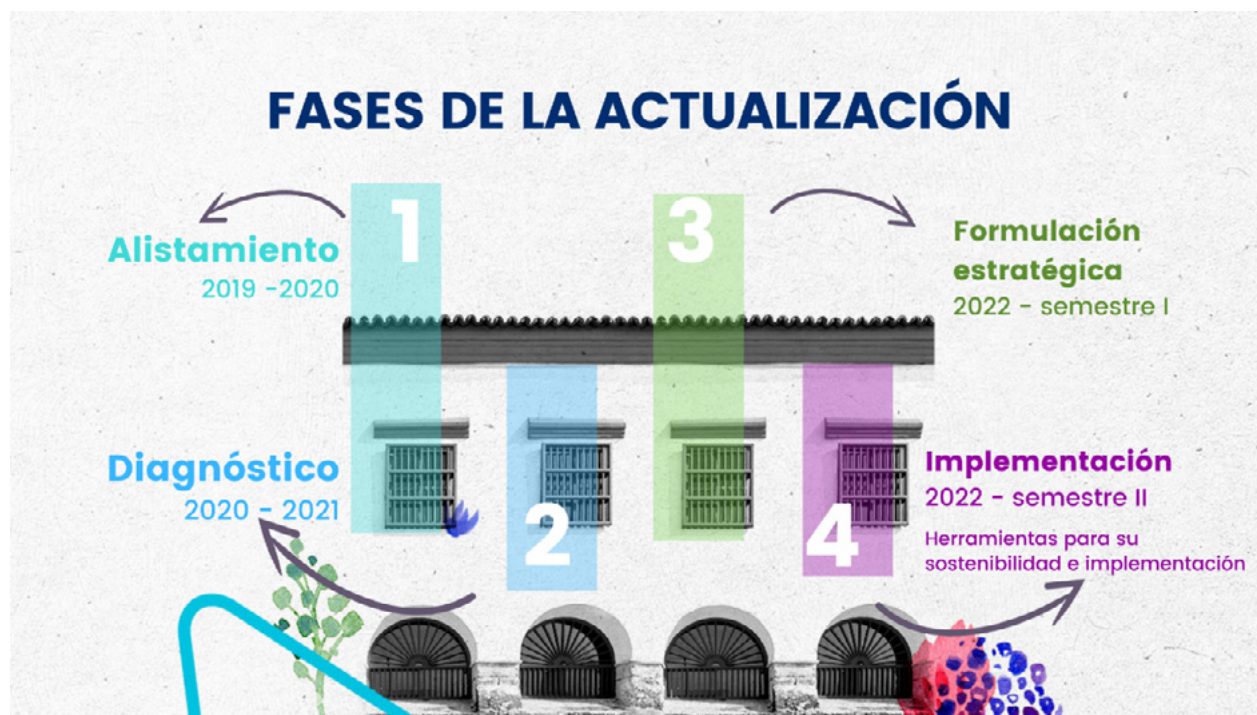 FASES DE LA ACTUALIZACIÓN
1
Alistamiento
2019 -2020
2
Diagnóstico
2020 - 2021
3
Formulación
estratégica
2022 - semestre I
4
Implementación
2022 - semestre II
Herramientas para su
sostenibilidad e implementación